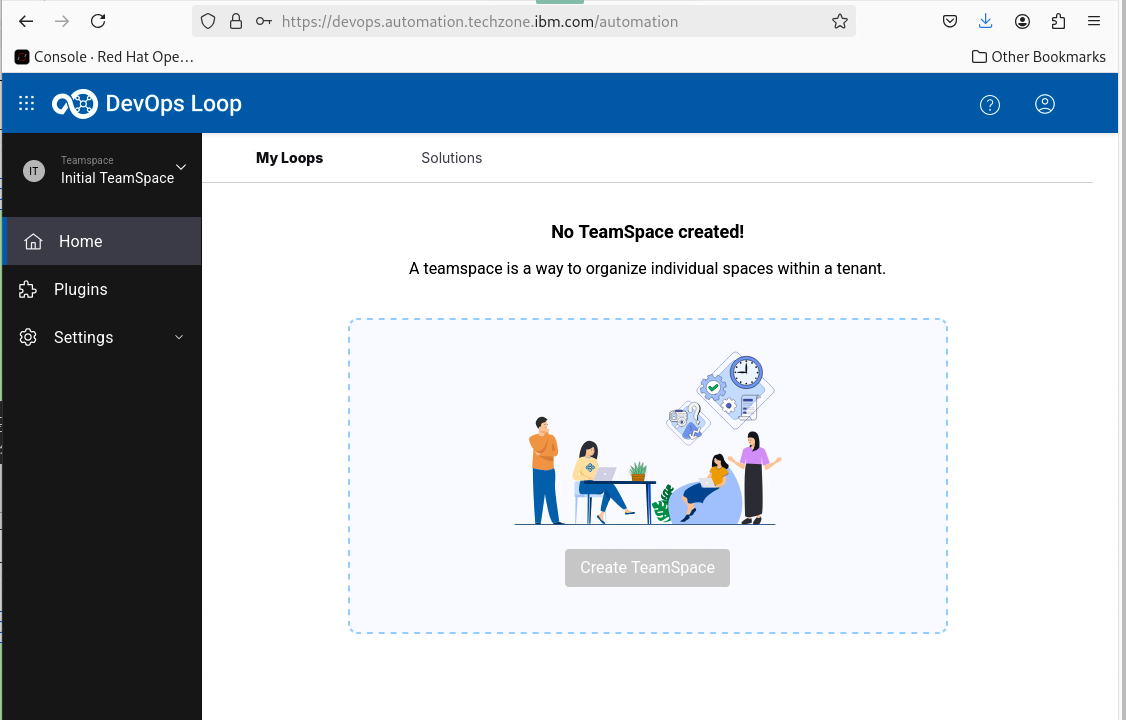 https://devops.automation.techzone.ibm.com/automation
Console · Red Hat Ope…
Other Bookmarks
DevOps Loop
?
IT
Teamspace
Initial TeamSpace
My Loops
Solutions
Home
Plugins
Settings
No TeamSpace created!
A teamspace is a way to organize individual spaces within a tenant.
?
Create TeamSpace